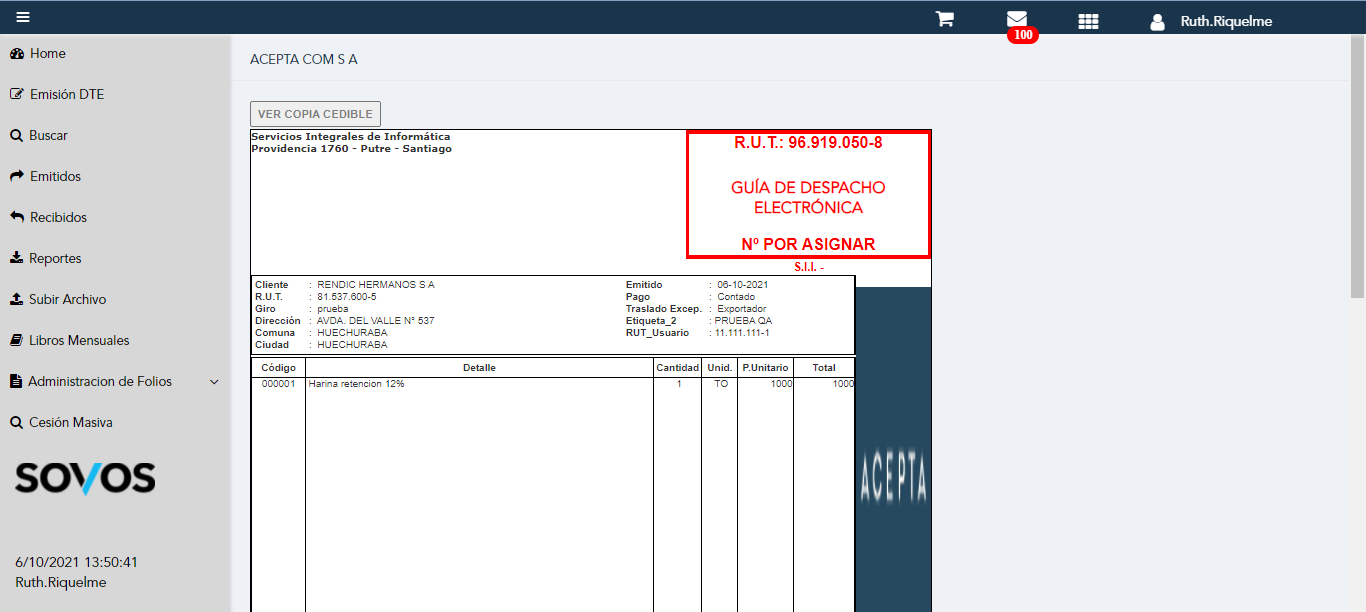 Ruth.Riquelme
100
Home
Emisión DTE
Buscar
Emitidos
Recibidos
Reportes
Subir Archivo
Libros Mensuales
Administracion de Folios
Cesión Masiva
SOVOS
6/10/2021 13:50:41
Ruth.Riquelme
ACEPTA COM S A
VER COPIA CEDIBLE
Servicios Integrales de Informática
Providencia 1760 - Putre - Santiago
R.U.T.: 96.919.050-8
GUÍA DE DESPACHO
ELECTRÓNICA
Nº POR ASIGNAR
S.I.I. -
Cliente : RENDIC HERMANOS S A
R.U.T. : 81.537.600-5
Giro : prueba
Dirección : AVDA. DEL VALLE N° 537
Comuna : HUECHURABA
Ciudad : HUECHURABA
Emitido : 06-10-2021
Pago : Contado
Traslado Excep. : Exportador
Etiqueta_2 : PRUEBA QA
RUT_Usuario : 11.111.111-1
Código Detalle Cantidad Unid. P.Unitario Total
000001 Harina retencion 12% 1 TO 1000 1000
ACEPTA